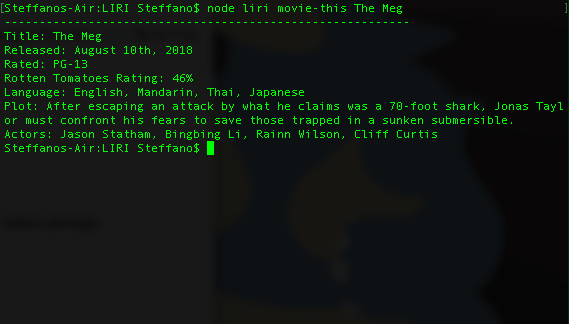 [Steffanos-Air:LIRI Steffano$ node liri movie-this The Meg ]
----------------------------------------------------------
Title: The Meg
Released: August 10th, 2018
Rated: PG-13
Rotten Tomatoes Rating: 46%
Language: English, Mandarin, Thai, Japanese
Plot: After escaping an attack by what he claims was a 70-foot shark, Jonas Tayl
or must confront his fears to save those trapped in a sunken submersible.
Actors: Jason Statham, Bingbing Li, Rainn Wilson, Cliff Curtis
Steffanos-Air:LIRI Steffano$